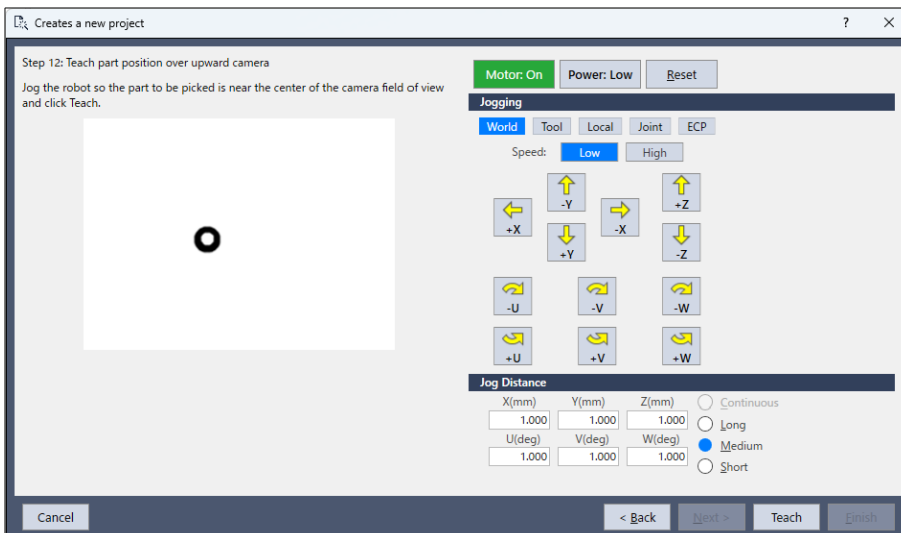 Creates a new project
?
Step 12: Teach part position over upward camera
Jog the robot so the part to be picked is near the center of the camera field of view
and click Teach.
Motor: On Power: Low Reset
Jogging
World Tool Local Joint ECP
Speed: Low High
-Y +Z
+X -X
+Y -Z
-U -V -W
+U +V +W
Jog Distance
X(mm) Y(mm) Z(mm) Continuous
1.000 1.000 1.000 Long
U(deg) V(deg) W(deg) Medium
1.000 1.000 1.000 Short
Cancel < Back Next > Teach Finish